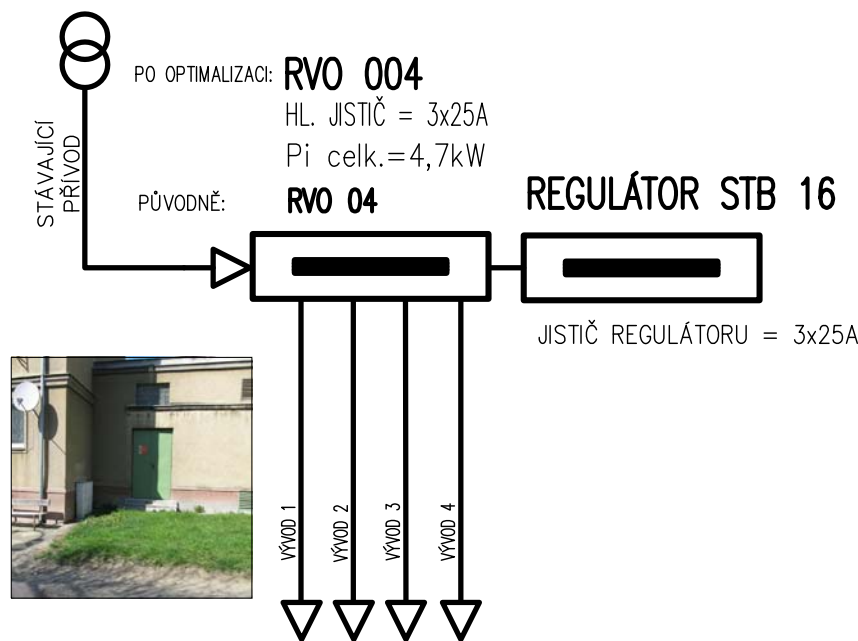 PO OPTIMALIZACI: RVO 004
HL. JISTIČ = 3x25A
Pi celk.=4,7kW
STÁVAJÍCÍ
PŘÍVOD
PŮVODNĚ: RVO 04
REGULÁTOR STB 16
JISTIČ REGULÁTORU = 3x25A
VÝVOD 1
VÝVOD 2
VÝVOD 3
VÝVOD 4